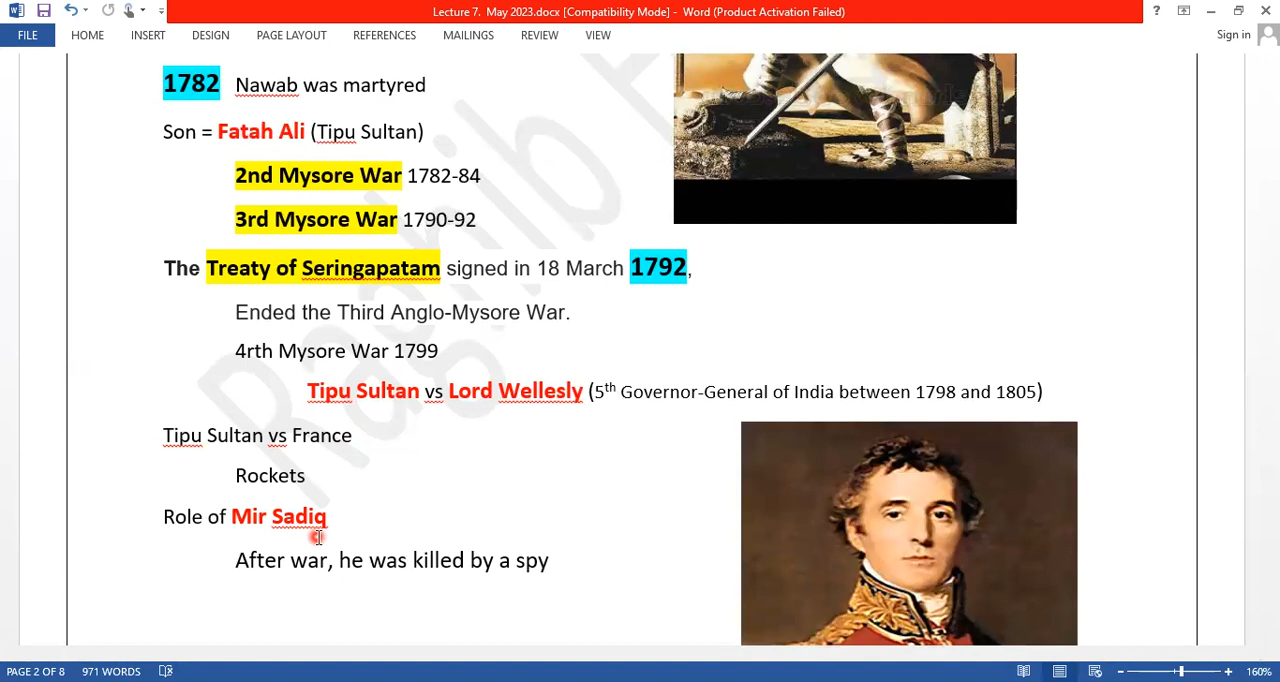 Lecture 7. May 2023.docx [Compatibility Mode] - Word (Product Activation Failed)
FILE HOME INSERT DESIGN PAGE LAYOUT REFERENCES MAILINGS REVIEW VIEW Sign in
1782 Nawab was martyred
Son = Fatah Ali (Tipu Sultan)
2nd Mysore War 1782-84
3rd Mysore War 1790-92
The Treaty of Seringapatam signed in 18 March 1792,
Ended the Third Anglo-Mysore War.
4rth Mysore War 1799
Tipu Sultan vs Lord Wellesly (5th Governor-General of India between 1798 and 1805)
Tipu Sultan vs France
Rockets
Role of Mir Sadiq
After war, he was killed by a spy
PAGE 2 OF 8 971 WORDS 160%